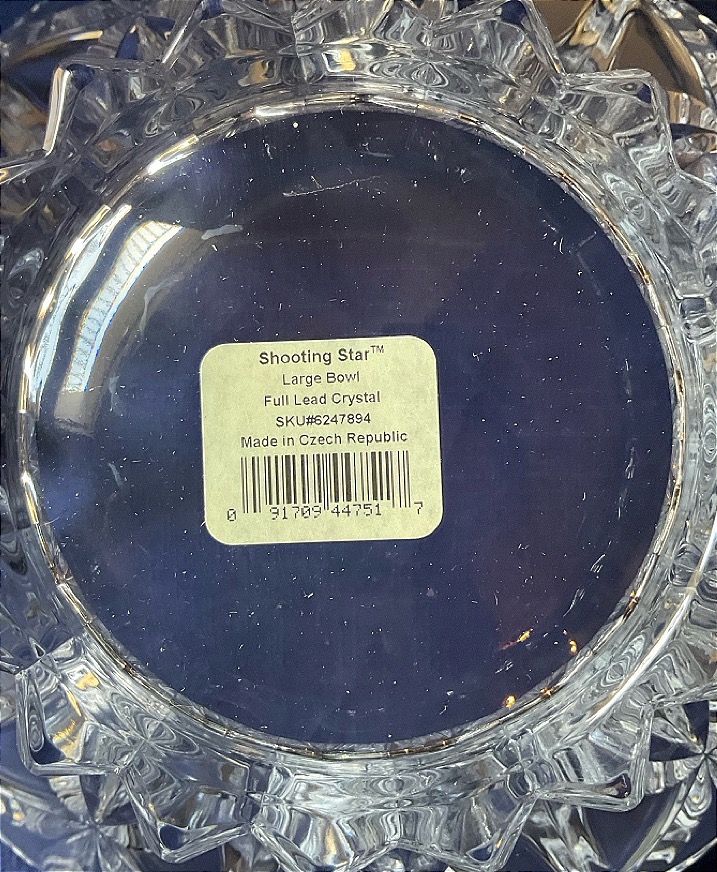 Shooting Star™
Large Bowl
Full Lead Crystal
SKU#6247894
Made in Czech Republic
0 91709 44751 7